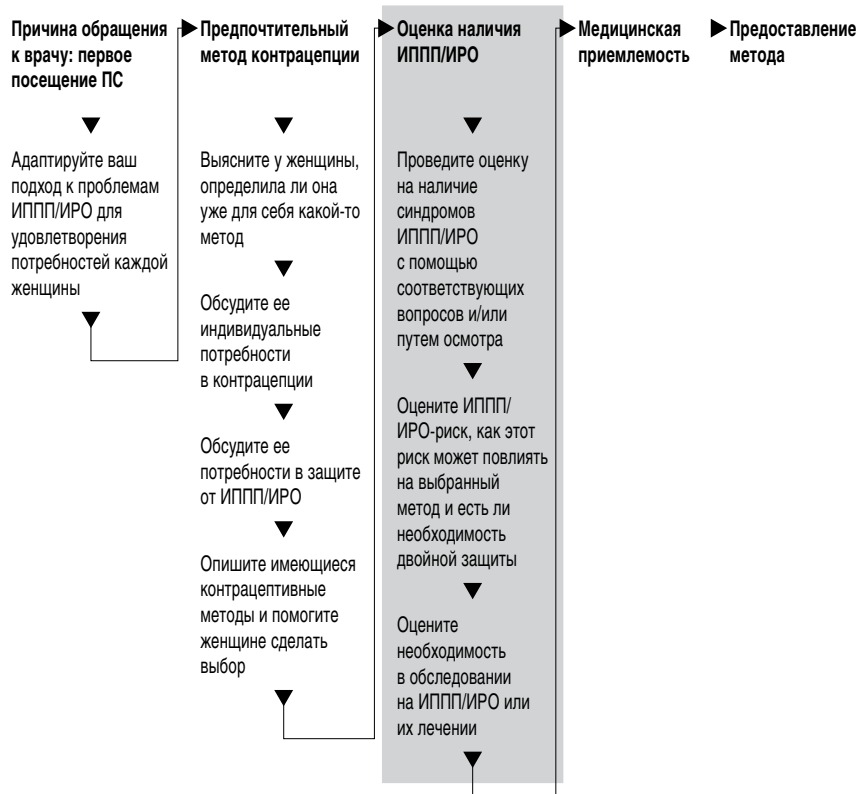 Причина обращения
к врачу: первое
посещение ПС
Адаптируйте ваш
подход к проблемам
ИППП/ИРО для
удовлетворения
потребностей каждой
женщины
Предпочтительный
метод контрацепции
Выясните у женщины,
определила ли она
уже для себя какой-то
метод
Обсудите ее
индивидуальные
потребности
в контрацепции
Обсудите ее
потребности в защите
от ИППП/ИРО
Опишите имеющиеся
контрацептивные
методы и помогите
женщине сделать
выбор
Оценка наличия
ИППП/ИРО
Проведите оценку
на наличие
синдромов
ИППП/ИРО
с помощью
соответствующих
вопросов и/или
путем осмотра
Оцените ИППП/
ИРО-риск, как этот
риск может повлиять
на выбранный
метод и есть ли
необходимость
двойной защиты
Оцените
необходимость
в обследовании
на ИППП/ИРО или
их лечении
Медицинская
приемлемость
Предоставление
метода